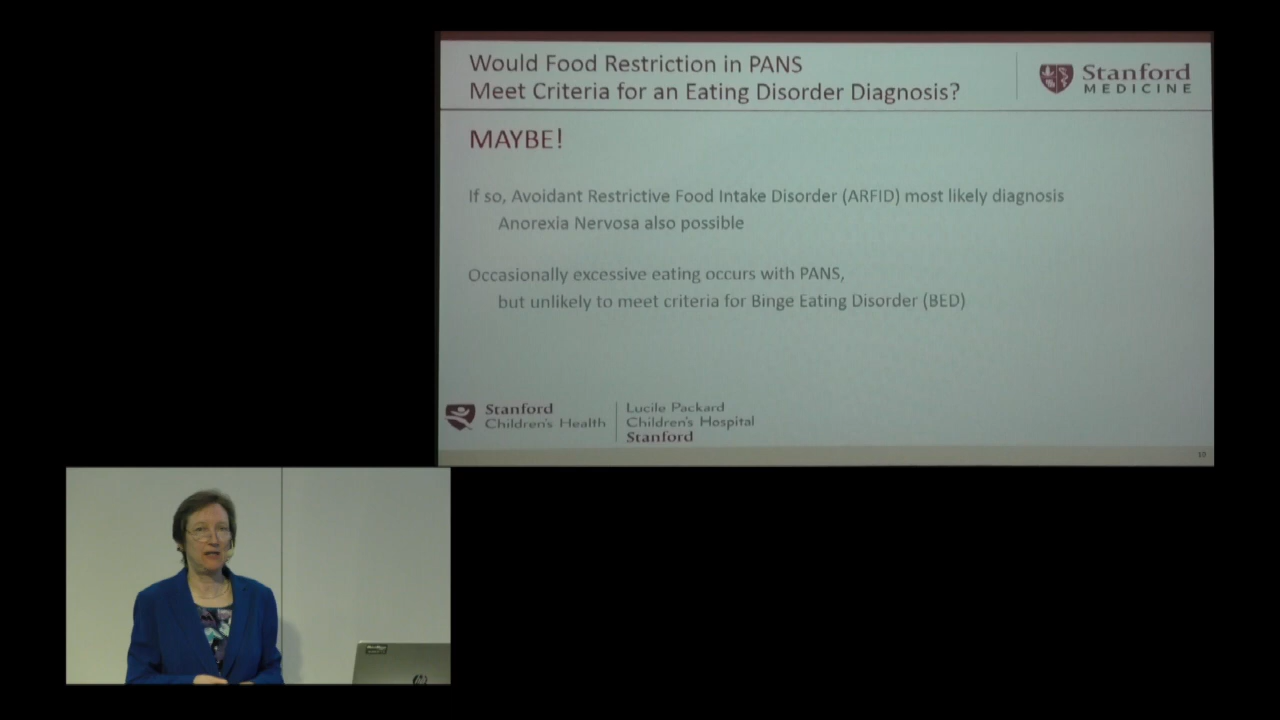 Would Food Restriction in PANS
Meet Criteria for an Eating Disorder Diagnosis?
Stanford
MEDICINE
MAYBE!
If so, Avoidant Restrictive Food Intake Disorder (ARFID) most likely diagnosis
Anorexia Nervosa also possible
Occasionally excessive eating occurs with PANS,
but unlikely to meet criteria for Binge Eating Disorder (BED)
Stanford
Children's Health
Lucile Packard
Children's Hospital
Stanford
10
hp